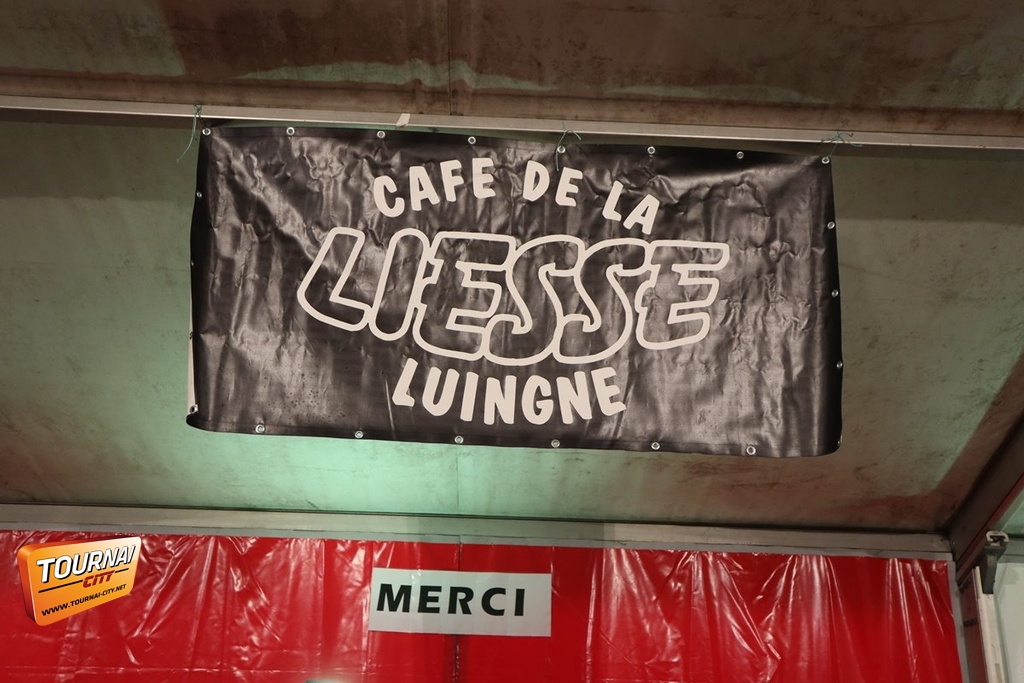 CAFE DE LA
LIESSE
LUINGNE
MERCI
TOURNAI
CITY
WWW.TOURNAI-CITY.NET